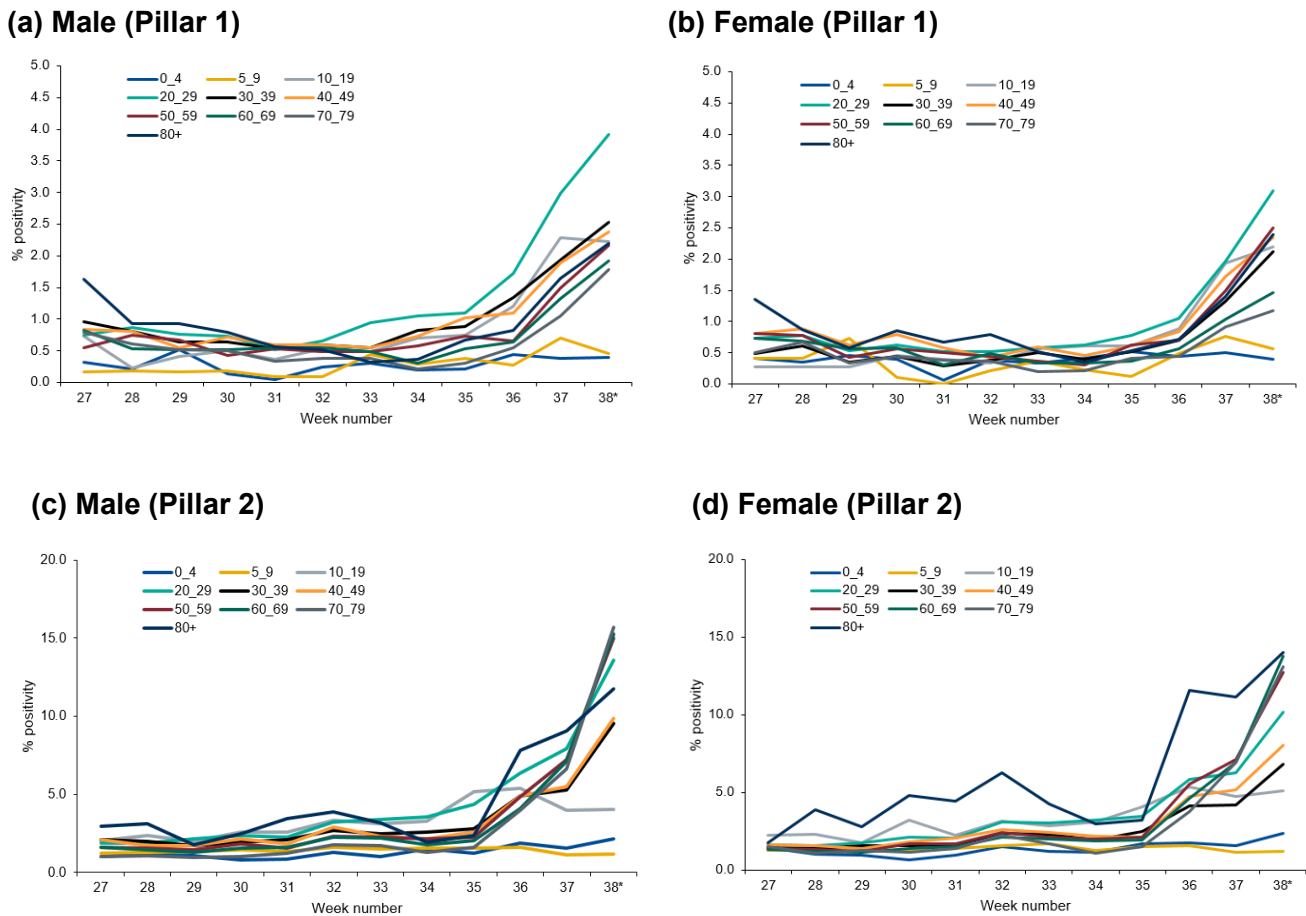 (a) Male (Pillar 1)
5.0
4.5
4.0
3.5
3.0
2.5
2.0
1.5
1.0
0.5
0.0
% positivity
0_4 5_9 10_19
20_29 30_39 40_49
50_59 60_69 70_79
80+
27 28 29 30 31 32 33 34 35 36 37 38*
Week number
(b) Female (Pillar 1)
5.0
4.5
4.0
3.5
3.0
2.5
2.0
1.5
1.0
0.5
0.0
% positivity
0_4 5_9 10_19
20_29 30_39 40_49
50_59 60_69 70_79
80+
27 28 29 30 31 32 33 34 35 36 37 38*
Week number
(c) Male (Pillar 2)
20.0
15.0
10.0
5.0
0.0
% positivity
0_4 5_9 10_19
20_29 30_39 40_49
50_59 60_69 70_79
80+
27 28 29 30 31 32 33 34 35 36 37 38*
Week number
(d) Female (Pillar 2)
20.0
15.0
10.0
5.0
0.0
% positivity
0_4 5_9 10_19
20_29 30_39 40_49
50_59 60_69 70_79
80+
27 28 29 30 31 32 33 34 35 36 37 38*
Week number